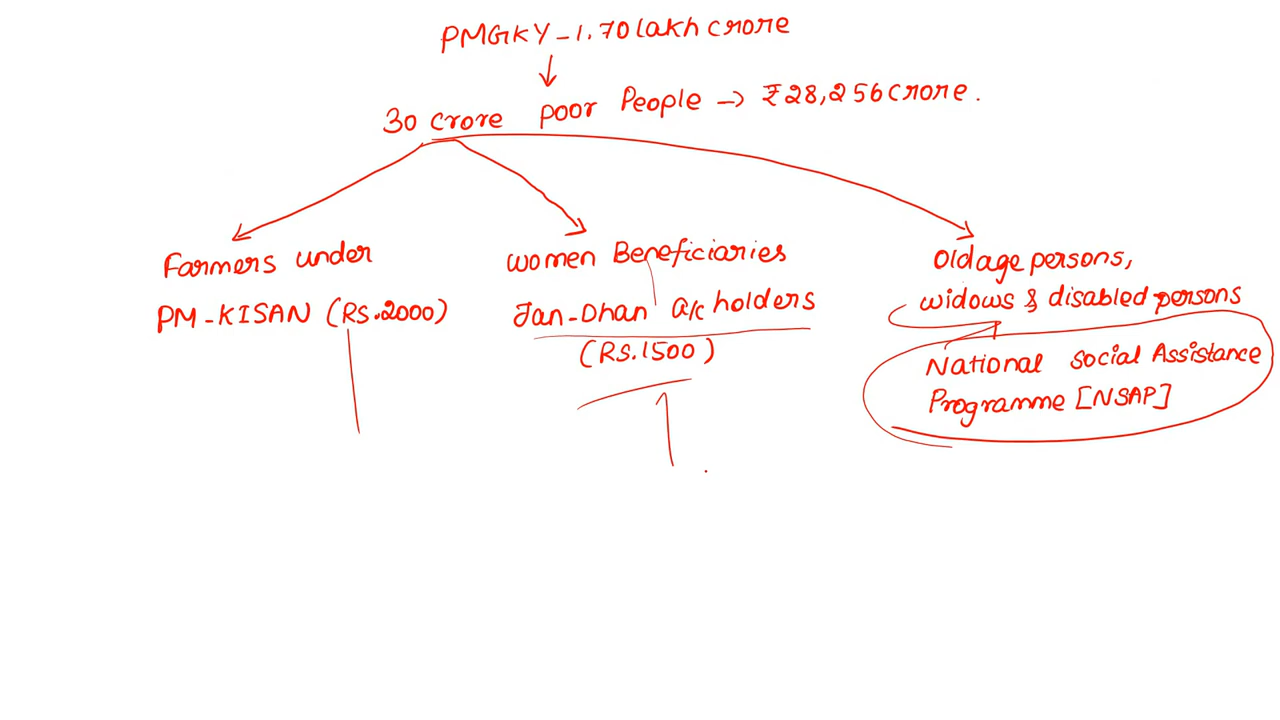 PMGKY - 1.70 lakh crore
30 crore poor People → ₹28,256 crore.
Farmers under
PM-KISAN (RS.2000)
women Beneficiaries
Jan-Dhan a/c holders
(RS.1500)
Oldage persons,
widows & disabled persons
National social Assistance
Programme [NSAP]